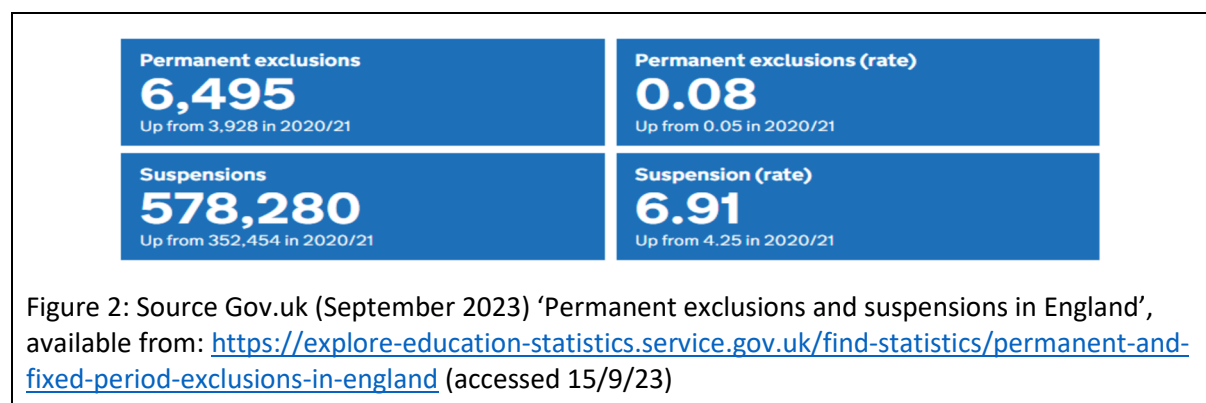 Permanent exclusions
6,495
Up from 3,928 in 2020/21
Permanent exclusions (rate)
0.08
Up from 0.05 in 2020/21
Suspensions
578,280
Up from 352,454 in 2020/21
Suspension (rate)
6.91
Up from 4.25 in 2020/21
Figure 2: Source Gov.uk (September 2023) ‘Permanent exclusions and suspensions in England’,
available from: https://explore-education-statistics.service.gov.uk/find-statistics/permanent-and-
fixed-period-exclusions-in-england (accessed 15/9/23)